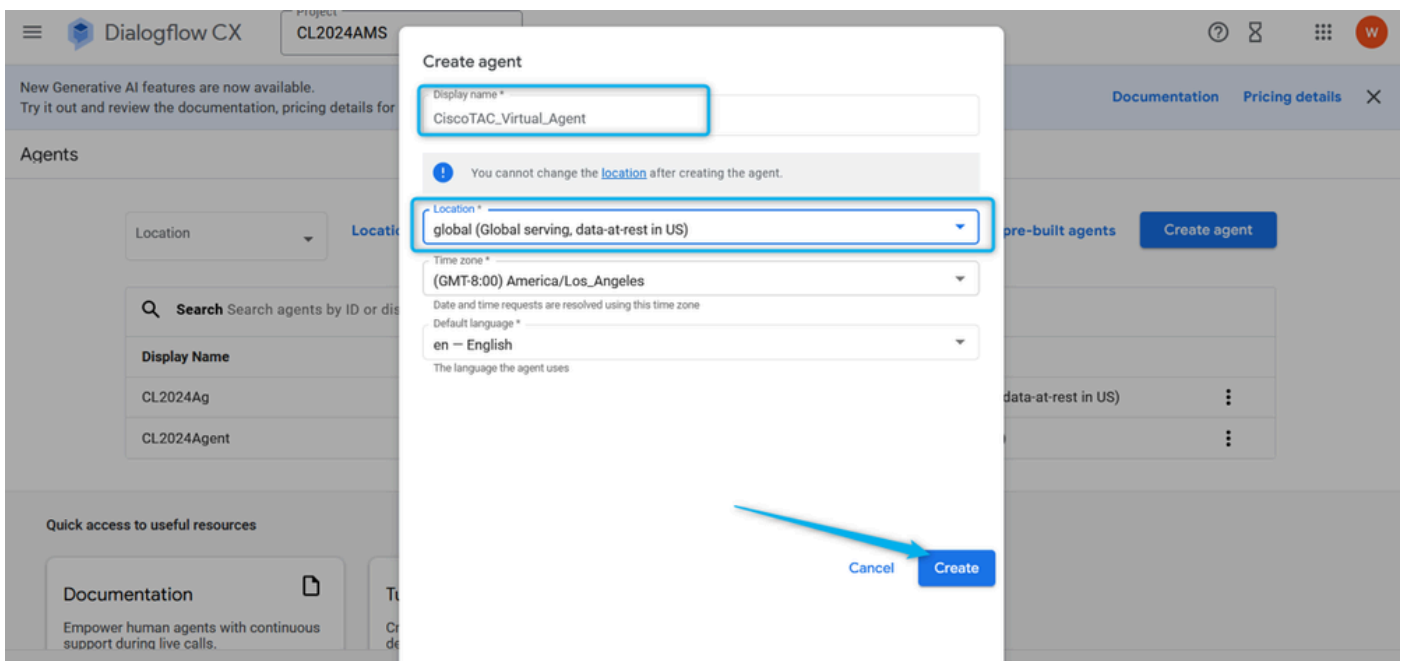 Project
Dialogflow CX
CL2024AMS
W
New Generative AI features are now available.
Try it out and review the documentation, pricing details for
Documentation
Pricing details
Agents
Location
pre-built agents
Create agent
Search Search agents by ID or
Display Name
CL2024Ag
data-at-rest in US)
CL2024Agent
Quick access to useful resources
Documentation
Empower human agents with continuous
support during live calls.
Create agent
Display name *
CiscoTAC_Virtual_Agent
You cannot change the location after creating the agent.
Location *
global (Global serving, data-at-rest in US)
Time zone *
(GMT-8:00) America/Los_Angeles
Date and time requests are resolved using this time zone
Default language *
en — English
The language the agent uses
Cancel
Create